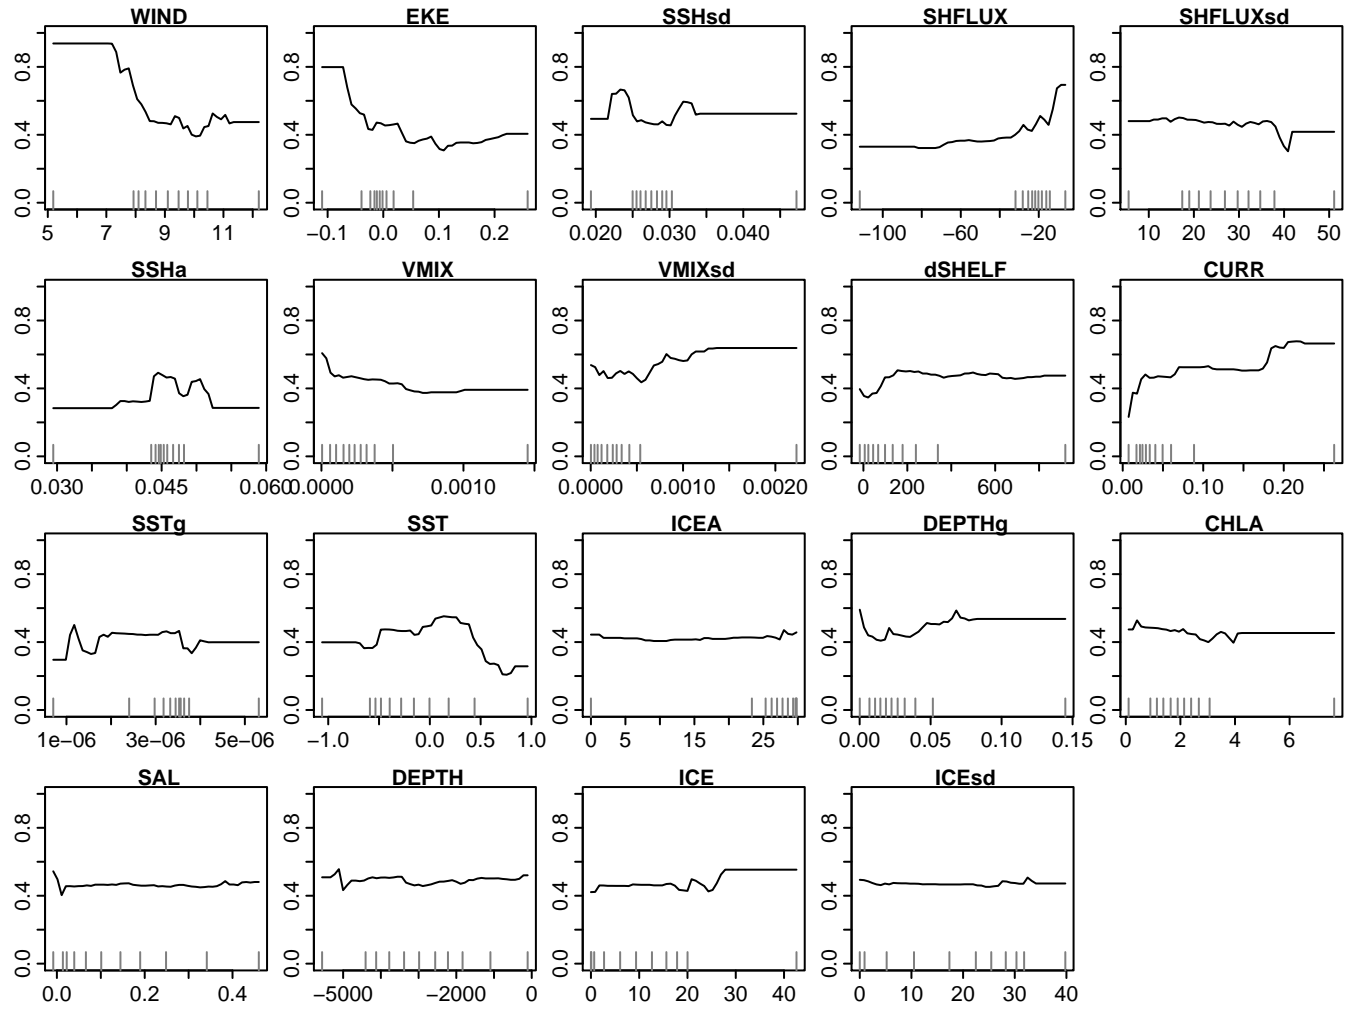 WIND EKE SSHsd SHFLUX SHFLUXsd
0.0 0.4 0.8 0.0 0.4 0.8 0.0 0.4 0.8 0.0 0.4 0.8 0.0 0.4 0.8
5 7 9 11 −0.1 0.0 0.1 0.2 0.020 0.030 0.040 −100 −60 −20 10 20 30 40 50
SSHa VMIX VMIXsd dSHELF CURR
0.0 0.4 0.8 0.0 0.4 0.8 0.0 0.4 0.8 0.0 0.4 0.8 0.0 0.4 0.8
0.030 0.045 0.060 0.0000 0.0010 0.0000 0.0010 0.0020 0 200 600 0.00 0.10 0.20
SSTg SST ICEA DEPTHg CHLA
0.0 0.4 0.8 0.0 0.4 0.8 0.0 0.4 0.8 0.0 0.4 0.8 0.0 0.4 0.8
1e−06 3e−06 5e−06 −1.0 0.0 0.5 1.0 0 5 15 25 0.00 0.05 0.10 0.15 0 2 4 6
SAL DEPTH ICE ICEsd
0.0 0.4 0.8 0.0 0.4 0.8 0.0 0.4 0.8 0.0 0.4 0.8
0.0 0.2 0.4 −5000 −2000 0 0 10 20 30 40 0 10 20 30 40